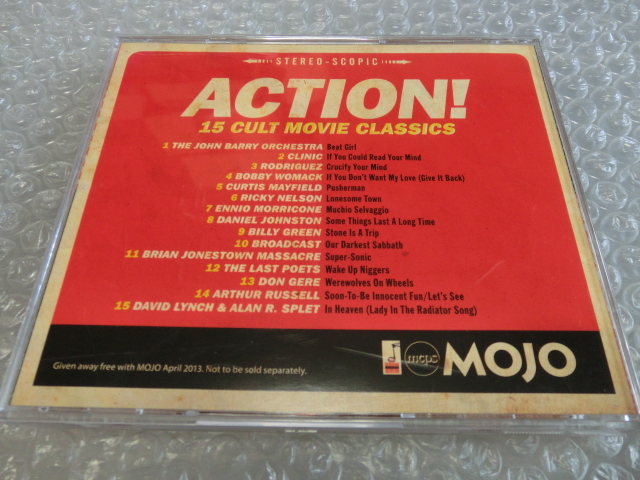 STEREO-SCOPIC
ACTION!
15 CULT MOVIE CLASSICS
1 THE JOHN BARRY ORCHESTRA Beat Girl
2 CLINIC If You Could Read Your Mind
3 RODRIGUEZ Crucify Your Mind
4 BOBBY WOMACK If You Don't Want My Love (Give It Back)
5 CURTIS MAYFIELD Pusherman
6 RICKY NELSON Lonesome Town
7 ENNIO MORRICONE Muchio Selvaggio
8 DANIEL JOHNSTON Some Things Last A Long Time
9 BILLY GREEN Stone Is A Trip
10 BROADCAST Our Darkest Sabbath
11 BRIAN JONESTOWN MASSACRE Super-Sonic
12 THE LAST POETS Wake Up Niggers
13 DON GERE Werewolves On Wheels
14 ARTHUR RUSSELL Soon-To-Be Innocent Fun/Let's See
15 DAVID LYNCH & ALAN R. SPLET In Heaven (Lady In The Radiator Song)
Given away free with MOJO April 2013. Not to be sold separately.
mcps MOJO